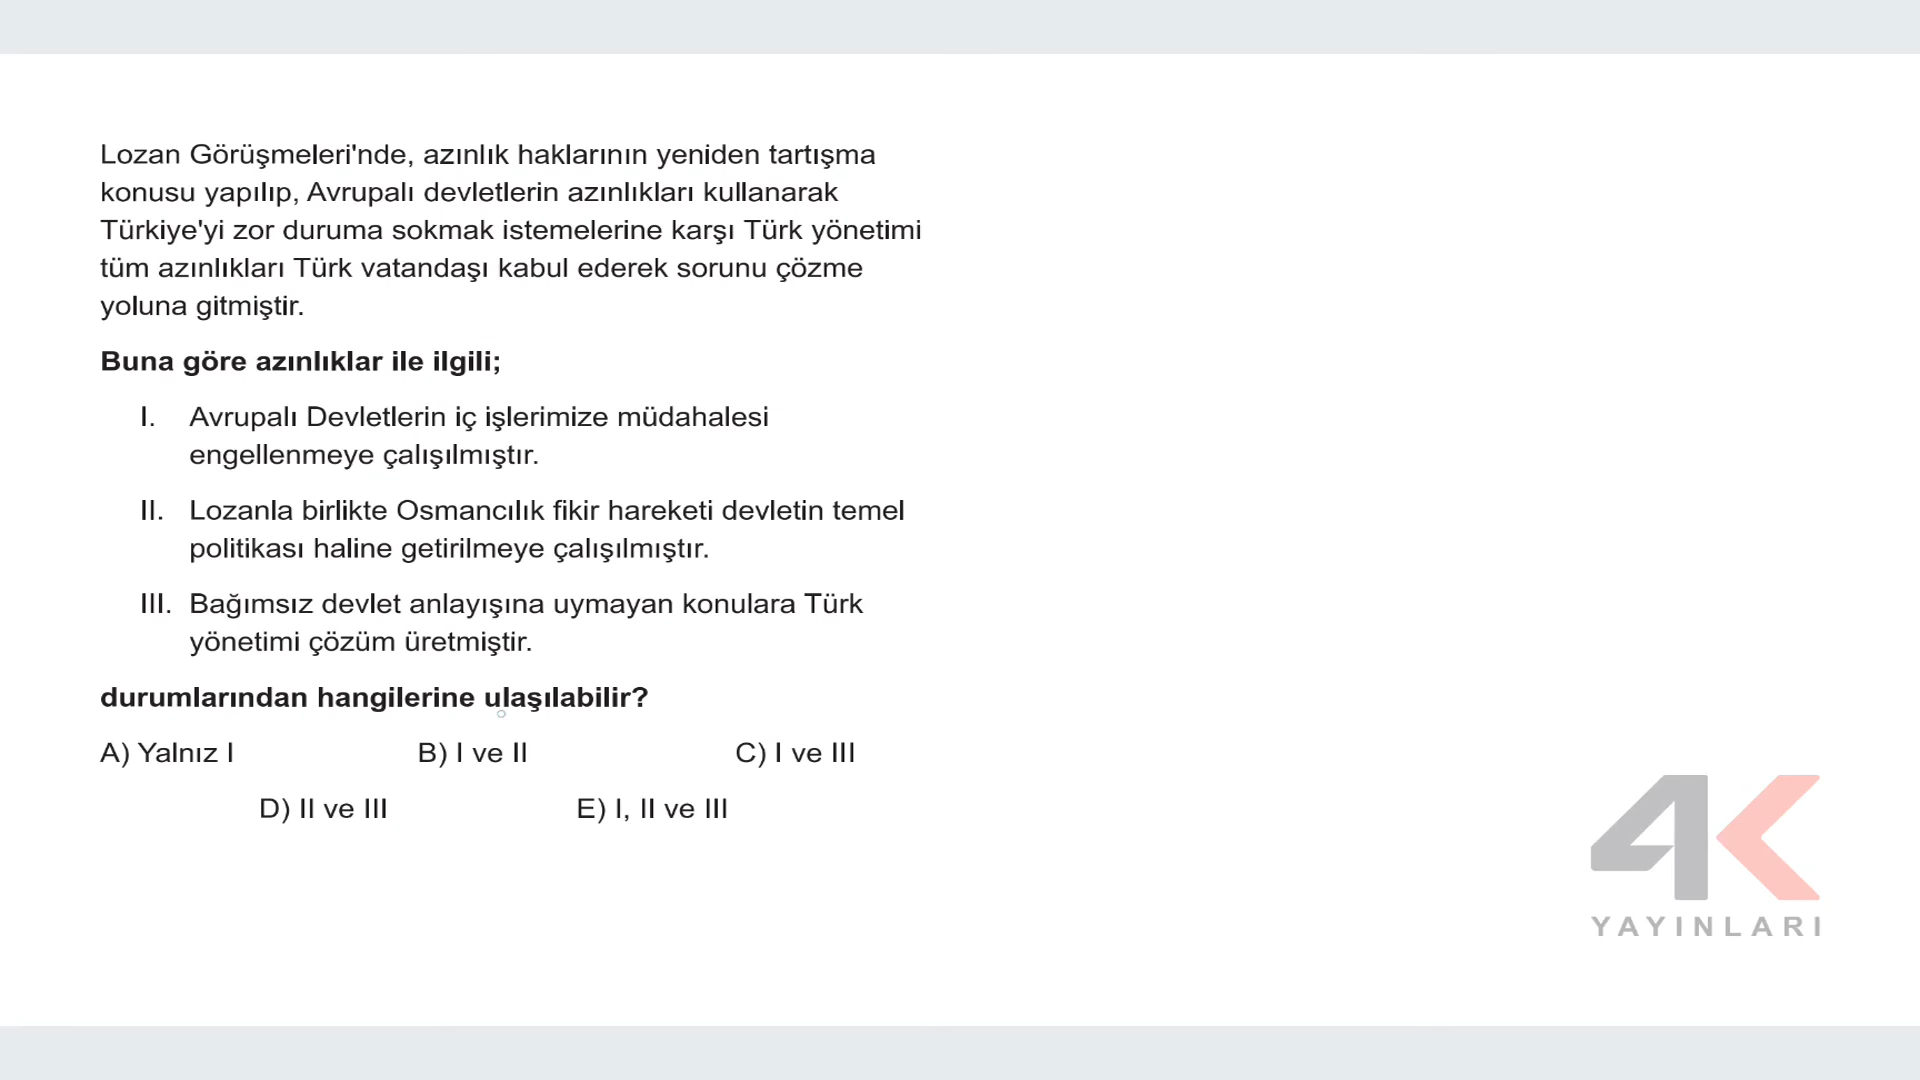 Lozan Görüşmeleri'nde, azınlık haklarının yeniden tartışma
konusu yapılıp, Avrupalı devletlerin azınlıkları kullanarak
Türkiye'yi zor duruma sokmak istemelerine karşı Türk yönetimi
tüm azınlıkları Türk vatandaşı kabul ederek sorunu çözme
yoluna gitmiştir.
Buna göre azınlıklar ile ilgili;
I. Avrupalı Devletlerin iç işlerimize müdahalesi
engellenmeye çalışılmıştır.
II. Lozanla birlikte Osmancılık fikir hareketi devletin temel
politikası haline getirilmeye çalışılmıştır.
III. Bağımsız devlet anlayışına uymayan konulara Türk
yönetimi çözüm üretmiştir.
durumlarından hangilerine ulaşılabilir?
A) Yalnız I B) I ve II C) I ve III
D) II ve III E) I, II ve III
4K
YAYINLARI